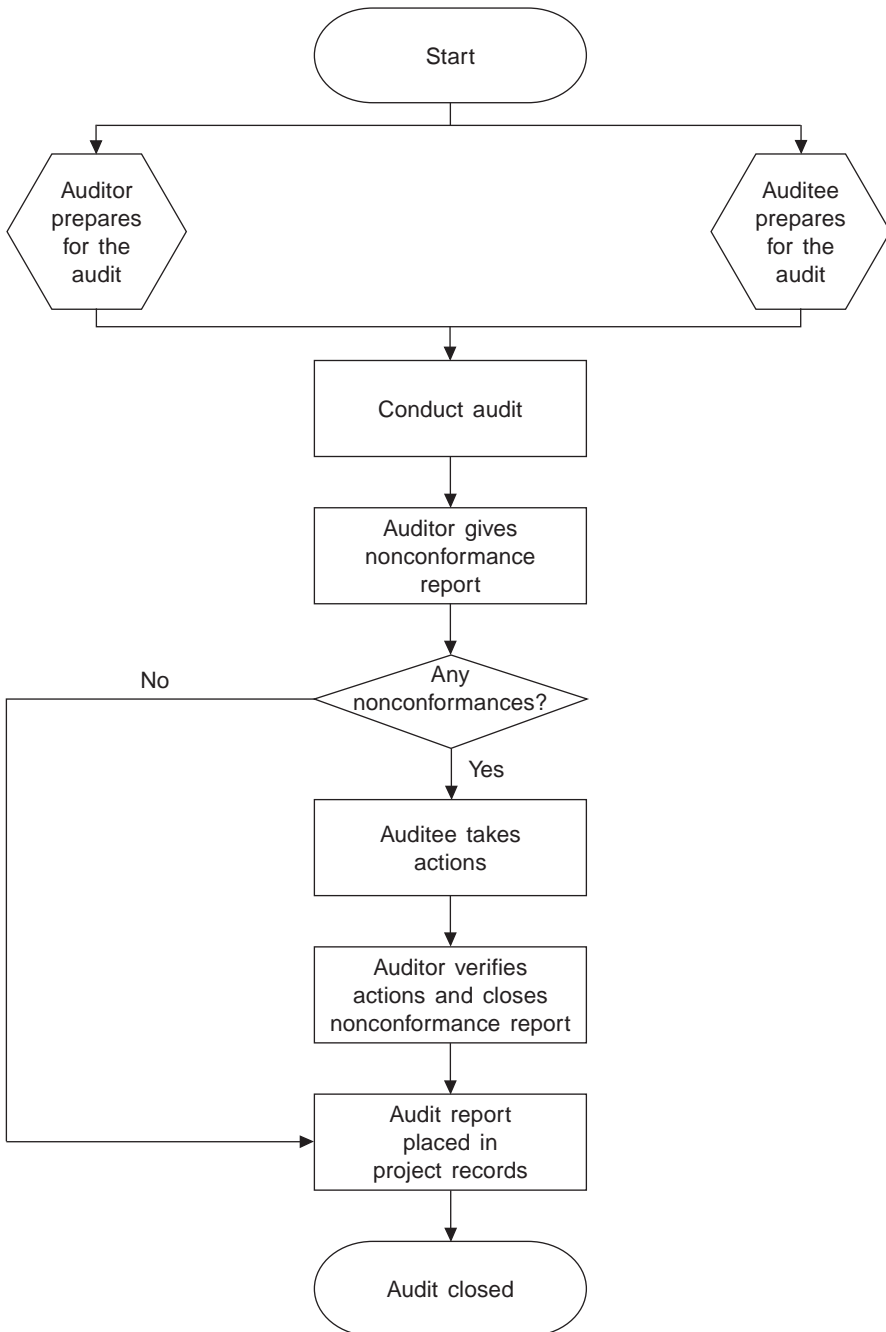 Start
Auditor
prepares
for the
audit
Auditee
prepares
for the
audit
Conduct audit
Auditor gives
nonconformance
report
Any
nonconformances?
No
Yes
Auditee takes
actions
Auditor verifies
actions and closes
nonconformance report
Audit report
placed in
project records
Audit closed